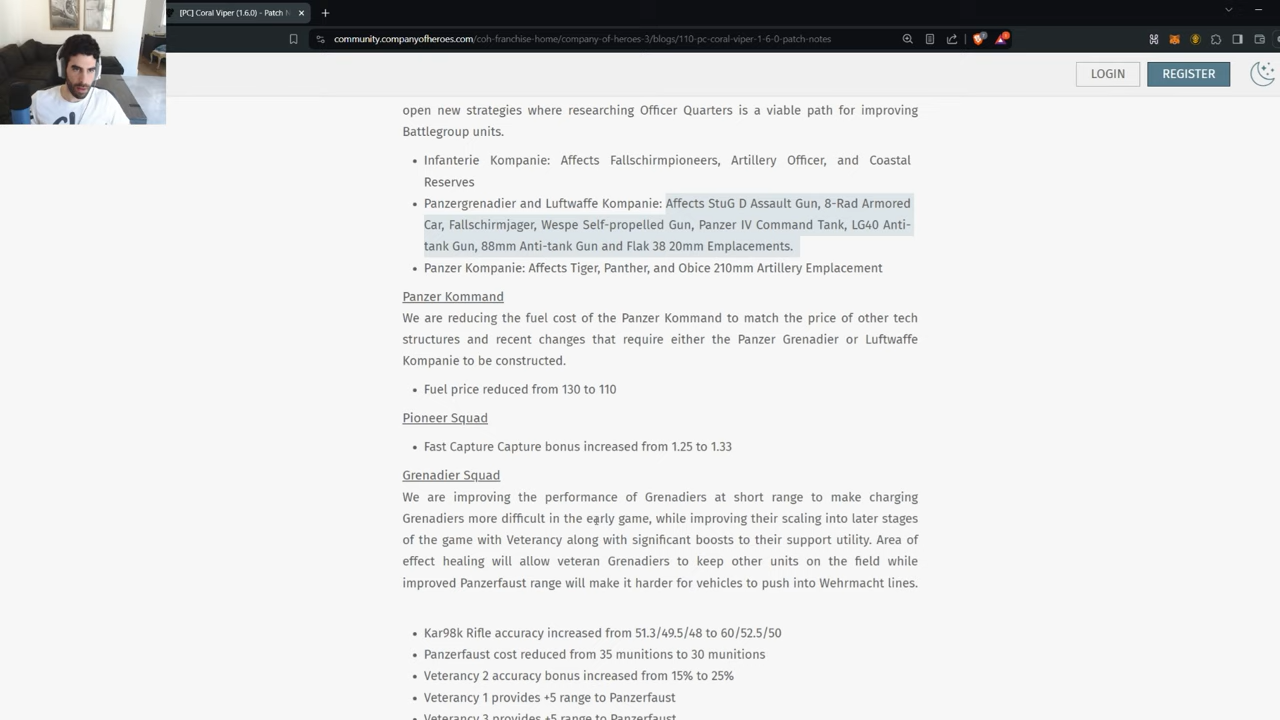 [PC] Coral Viper (1.6.0) - Patch N
community.companyofheroes.com/coh-franchise-home/company-of-heroes-3/blogs/110-pc-coral-viper-1-6-0-patch-notes
LOGIN
REGISTER
open new strategies where researching Officer Quarters is a viable path for improving
Battlegroup units.
• Infanterie Kompanie: Affects Fallschirmpioneers, Artillery Officer, and Coastal
Reserves
• Panzergrenadier and Luftwaffe Kompanie: Affects StuG D Assault Gun, 8-Rad Armored
Car, Fallschirmjager, Wespe Self-propelled Gun, Panzer IV Command Tank, LG40 Anti-
tank Gun, 88mm Anti-tank Gun and Flak 38 20mm Emplacements.
• Panzer Kompanie: Affects Tiger, Panther, and Obice 210mm Artillery Emplacement
Panzer Kommand
We are reducing the fuel cost of the Panzer Kommand to match the price of other tech
structures and recent changes that require either the Panzer Grenadier or Luftwaffe
Kompanie to be constructed.
• Fuel price reduced from 130 to 110
Pioneer Squad
• Fast Capture Capture bonus increased from 1.25 to 1.33
Grenadier Squad
We are improving the performance of Grenadiers at short range to make charging
Grenadiers more difficult in the early game, while improving their scaling into later stages
of the game with Veterancy along with significant boosts to their support utility. Area of
effect healing will allow veteran Grenadiers to keep other units on the field while
improved Panzerfaust range will make it harder for vehicles to push into Wehrmacht lines.
• Kar98k Rifle accuracy increased from 51.3/49.5/48 to 60/52.5/50
• Panzerfaust cost reduced from 35 munitions to 30 munitions
• Veterancy 2 accuracy bonus increased from 15% to 25%
• Veterancy 1 provides +5 range to Panzerfaust
• Veterancy 3 provides +5 range to Panzerfaust